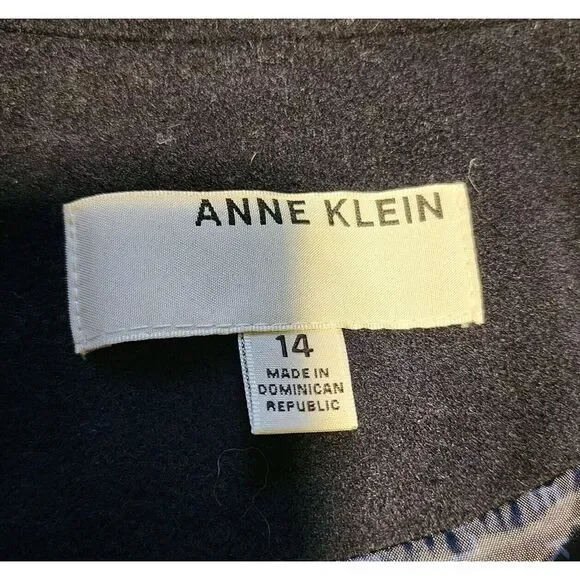 ANNE KLEIN
14
MADE IN
DOMINICAN
REPUBLIC